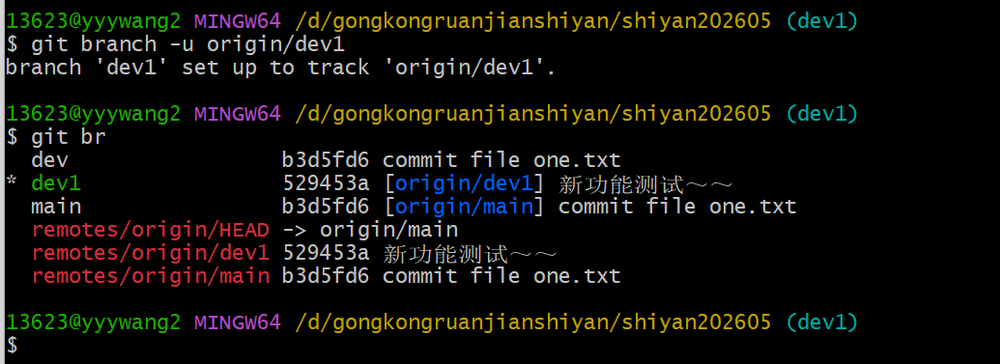 13623@yyywang2 MINGW64 /d/gongkongruanjianshiyan/shiyan202605 (dev1)
$ git branch -u origin/dev1
branch 'dev1' set up to track 'origin/dev1'.
13623@yyywang2 MINGW64 /d/gongkongruanjianshiyan/shiyan202605 (dev1)
$ git br
  dev                 b3d5fd6 commit file one.txt
* dev1                529453a [origin/dev1] 新功能测试~~
  main                b3d5fd6 [origin/main] commit file one.txt
  remotes/origin/HEAD -> origin/main
  remotes/origin/dev1 529453a 新功能测试~~
  remotes/origin/main b3d5fd6 commit file one.txt
13623@yyywang2 MINGW64 /d/gongkongruanjianshiyan/shiyan202605 (dev1)
$